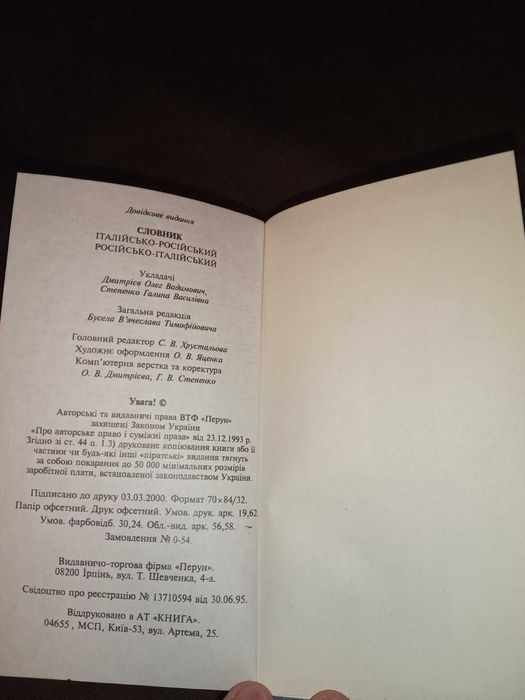 Довідкове видання
СЛОВНИК
ІТАЛІЙСЬКО-РОСІЙСЬКИЙ
РОСІЙСЬКО-ІТАЛІЙСЬКИЙ
Укладачі
Дмитрієв Олег Вадимович,
Степенко Галина Василівна
Загальна редакція
Бусела В'ячеслава Тимофійовича
Головний редактор С. В. Хрустальова
Художнє оформлення О. В. Яценка
Комп'ютерна верстка та коректура
О. В. Дмитрієва, Г. В. Степенко
Увага! ©
Авторські та видавничі права ВТФ «Перун»
захищені Законом України
«Про авторське право і суміжні права» від 23.12.1993 р.
Згідно зі ст. 44 п. 1.3) друковане копіювання книги або її
частини чи будь-які інші «піратські» видання тягнуть
за собою покарання до 50 000 мінімальних розмірів
заробітної плати, встановленої законодавством України.
Підписано до друку 03.03.2000. Формат 70×84/32.
Папір офсетний. Друк офсетний. Умов. друк. арк. 19,62.
Умов. фарбовідб. 30,24. Обл.-вид. арк. 56,58.
Замовлення № 0-54.
Видавничо-торгова фірма «Перун».
08200 Ірпінь, вул. Т. Шевченка, 4-а.
Свідоцтво про реєстрацію № 13710594 від 30.06.95.
Віддруковано в АТ «КНИГА».
04655 , МСП, Київ-53, вул. Артема, 25.